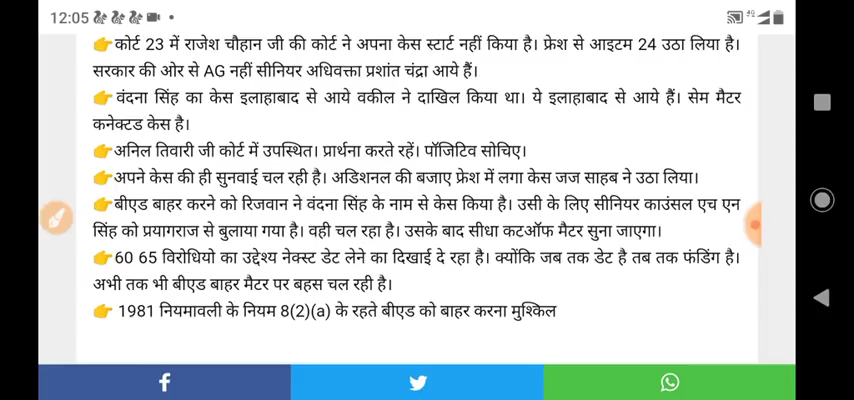 12:05
4G
👉कोर्ट 23 में राजेश चौहान जी की कोर्ट ने अपना केस स्टार्ट नहीं किया है। फ्रेश से आइटम 24 उठा लिया है।
सरकार की ओर से AG नहीं सीनियर अधिवक्ता प्रशांत चंद्रा आये हैं।
👉वंदना सिंह का केस इलाहाबाद से आये वकील ने दाखिल किया था। ये इलाहाबाद से आये हैं। सेम मैटर
कनेक्टड केस है।
👉अनिल तिवारी जी कोर्ट में उपस्थित। प्रार्थना करते रहें। पॉजिटिव सोचिए।
👉अपने केस की ही सुनवाई चल रही है। अडिशनल की बजाए फ्रेश में लगा केस जज साहब ने उठा लिया।
👉बीएड बाहर करने को रिजवान ने वंदना सिंह के नाम से केस किया है। उसी के लिए सीनियर काउंसल एच एन
सिंह को प्रयागराज से बुलाया गया है। वही चल रहा है। उसके बाद सीधा कटऑफ मैटर सुना जाएगा।
👉60 65 विरोधियो का उद्देश्य नेक्स्ट डेट लेने का दिखाई दे रहा है। क्योंकि जब तक डेट है तब तक फंडिंग है।
अभी तक भी बीएड बाहर मैटर पर बहस चल रही है।
👉 1981 नियमावली के नियम 8(2)(a) के रहते बीएड को बाहर करना मुश्किल